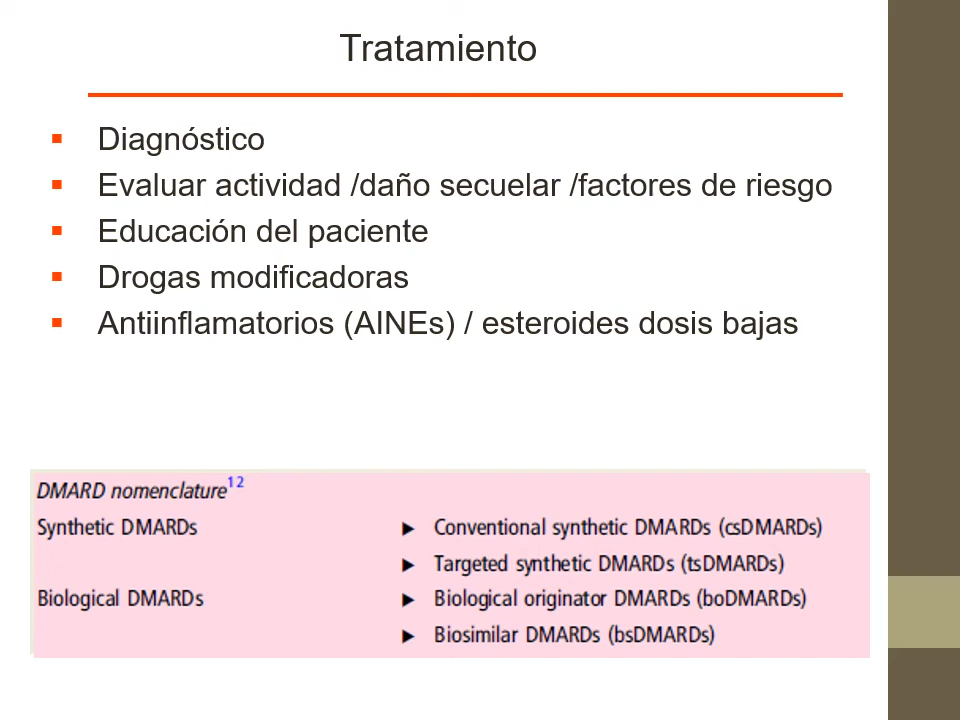 Tratamiento
▪ Diagnóstico
▪ Evaluar actividad /daño secuelar /factores de riesgo
▪ Educación del paciente
▪ Drogas modificadoras
▪ Antiinflamatorios (AINEs) / esteroides dosis bajas
DMARD nomenclature12
Synthetic DMARDs ► Conventional synthetic DMARDs (csDMARDs)
► Targeted synthetic DMARDs (tsDMARDs)
Biological DMARDs ► Biological originator DMARDs (boDMARDs)
► Biosimilar DMARDs (bsDMARDs)